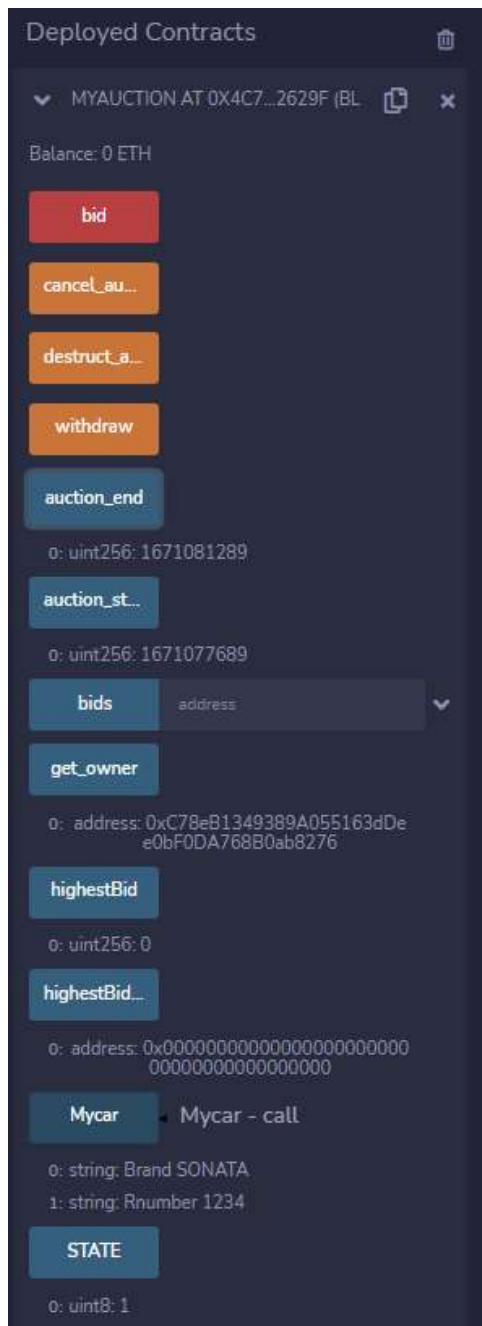 Deployed Contracts
MYAUCTION AT 0X4C7...2629F (BL
Balance: 0 ETH
bid
cancel_au...
destruct_a...
withdraw
auction_end
0: uint256: 1671081289
auction_st...
0: uint256: 1671077689
bids address
get_owner
0: address: 0xC78eB1349389A055163dDe
e0bF0DA768B0ab8276
highestBid
0: uint256: 0
highestBid...
0: address: 0x0000000000000000000000
000000000000000000
Mycar Mycar - call
0: string: Brand SONATA
1: string: Rnumber 1234
STATE
0: uint8: 1